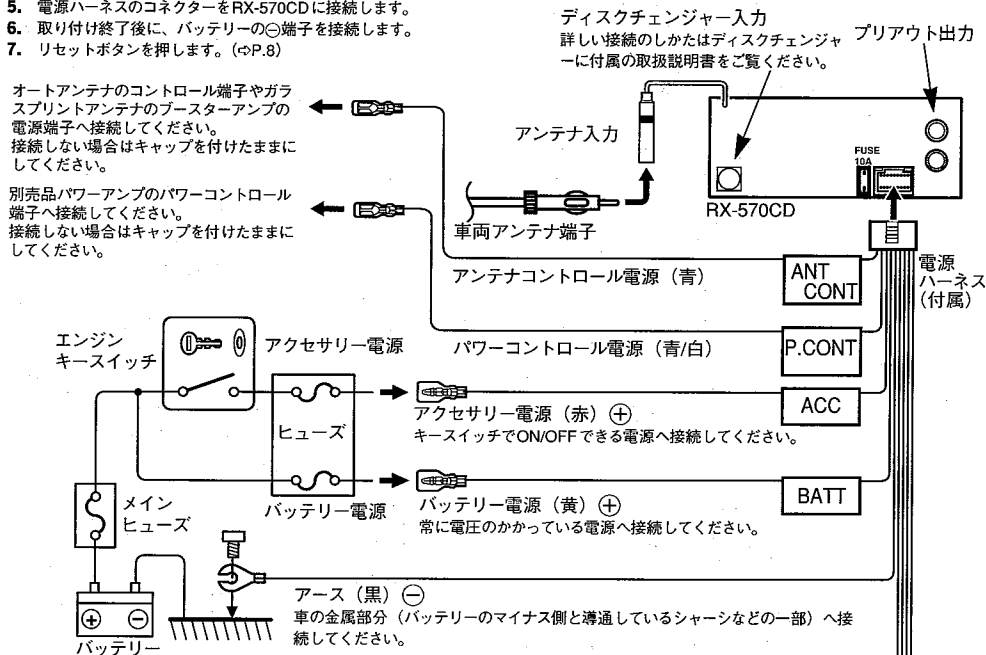 5. 電源ハーネスのコネクターをRX-570CDに接続します。
6. 取り付け終了後に、バッテリーの⊖端子を接続します。
7. リセットボタンを押します。(⇨P.8)
ディスクチェンジャー入力
詳しい接続のしかたはディスクチェンジャ
ーに付属の取扱説明書をご覧ください。
プリアウト出力
オートアンテナのコントロール端子やガラ
スプリントアンテナのブースターアンプの
電源端子へ接続してください。
接続しない場合はキャップを付けたままに
してください。
アンテナ入力
FUSE
10A
別売品パワーアンプのパワーコントロール
端子へ接続してください。
接続しない場合はキャップを付けたままに
してください。
RX-570CD
車両アンテナ端子
アンテナコントロール電源（青）
ANT
CONT
電源
ハーネス
（付属）
エンジン
キースイッチ
アクセサリー電源
パワーコントロール電源（青/白）
P.CONT
アクセサリー電源（赤）⊕
キースイッチでON/OFFできる電源へ接続してください。
ACC
ヒューズ
メイン
ヒューズ
バッテリー電源
バッテリー電源（黄）⊕
常に電圧のかかっている電源へ接続してください。
BATT
アース（黒）⊖
車の金属部分（バッテリーのマイナス側と導通しているシャーシなどの一部）へ接
続してください。
⊕ ⊖
バッテリー